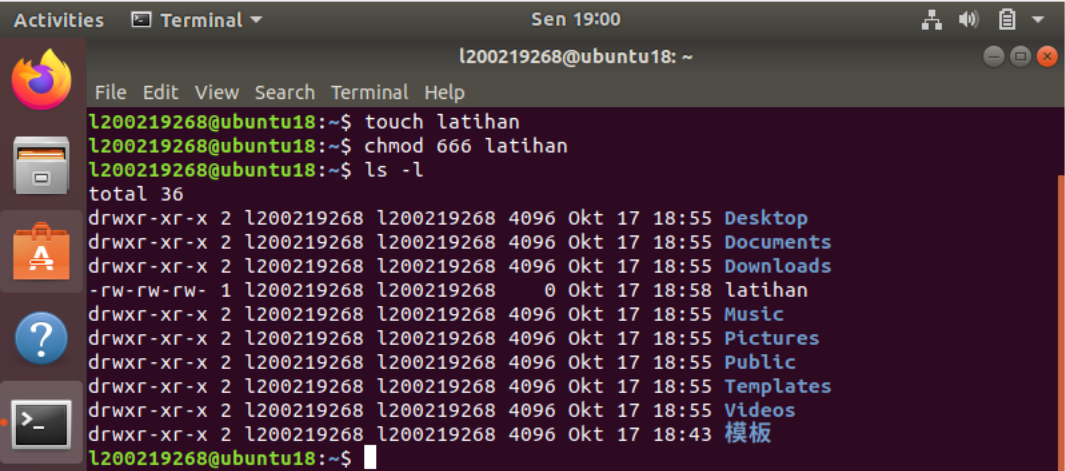 Activities Terminal Sen 19:00
l200219268@ubuntu18: ~
File Edit View Search Terminal Help
l200219268@ubuntu18:~$ touch latihan
l200219268@ubuntu18:~$ chmod 666 latihan
l200219268@ubuntu18:~$ ls -l
total 36
drwxr-xr-x 2 l200219268 l200219268 4096 Okt 17 18:55 Desktop
drwxr-xr-x 2 l200219268 l200219268 4096 Okt 17 18:55 Documents
drwxr-xr-x 2 l200219268 l200219268 4096 Okt 17 18:55 Downloads
-rw-rw-rw- 1 l200219268 l200219268    0 Okt 17 18:58 latihan
drwxr-xr-x 2 l200219268 l200219268 4096 Okt 17 18:55 Music
drwxr-xr-x 2 l200219268 l200219268 4096 Okt 17 18:55 Pictures
drwxr-xr-x 2 l200219268 l200219268 4096 Okt 17 18:55 Public
drwxr-xr-x 2 l200219268 l200219268 4096 Okt 17 18:55 Templates
drwxr-xr-x 2 l200219268 l200219268 4096 Okt 17 18:55 Videos
drwxr-xr-x 2 l200219268 l200219268 4096 Okt 17 18:43 模板
l200219268@ubuntu18:~$